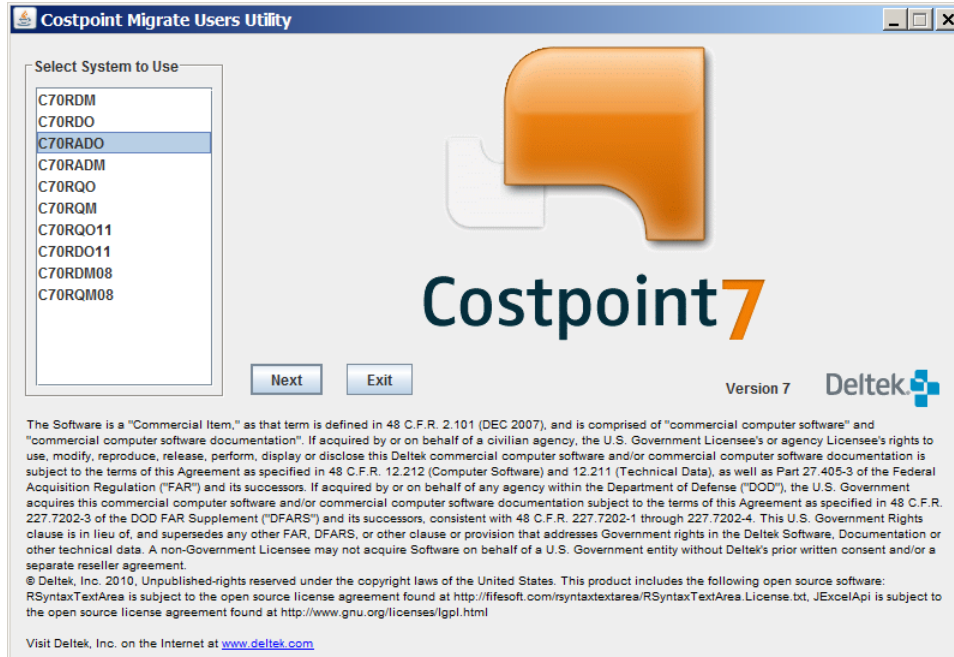 Costpoint Migrate Users Utility
Select System to Use
C70RDM
C70RDO
C70RADO
C70RADM
C70RQO
C70RQM
C70RQO11
C70RDO11
C70RDM08
C70RQM08
Costpoint7
Next Exit
Version 7 Deltek.
The Software is a "Commercial Item," as that term is defined in 48 C.F.R. 2.101 (DEC 2007), and is comprised of "commercial computer software" and
"commercial computer software documentation". If acquired by or on behalf of a civilian agency, the U.S. Government Licensee's or agency Licensee's rights to
use, modify, reproduce, release, perform, display or disclose this Deltek commercial computer software and/or commercial computer software documentation is
subject to the terms of this Agreement as specified in 48 C.F.R. 12.212 (Computer Software) and 12.211 (Technical Data), as well as Part 27.405-3 of the Federal
Acquisition Regulation ("FAR") and its successors. If acquired by or on behalf of any agency within the Department of Defense ("DOD"), the U.S. Government
acquires this commercial computer software and/or commercial computer software documentation subject to the terms of this Agreement as specified in 48 C.F.R.
227.7202-3 of the DOD FAR Supplement ("DFARS") and its successors, consistent with 48 C.F.R. 227.7202-1 through 227.7202-4. This U.S. Government Rights
clause is in lieu of, and supersedes any other FAR, DFARS, or other clause or provision that addresses Government rights in the Deltek Software, Documentation or
other technical data. A non-Government Licensee may not acquire Software on behalf of a U.S. Government entity without Deltek's prior written consent and/or a
separate reseller agreement.
© Deltek, Inc. 2010, Unpublished-rights reserved under the copyright laws of the United States. This product includes the following open source software:
RSyntaxTextArea is subject to the open source license agreement found at http://fifesoft.com/rsyntaxtextarea/RSyntaxTextArea.License.txt, JExcelApi is subject to
the open source license agreement found at http://www.gnu.org/licenses/lgpl.html
Visit Deltek, Inc. on the Internet at www.deltek.com